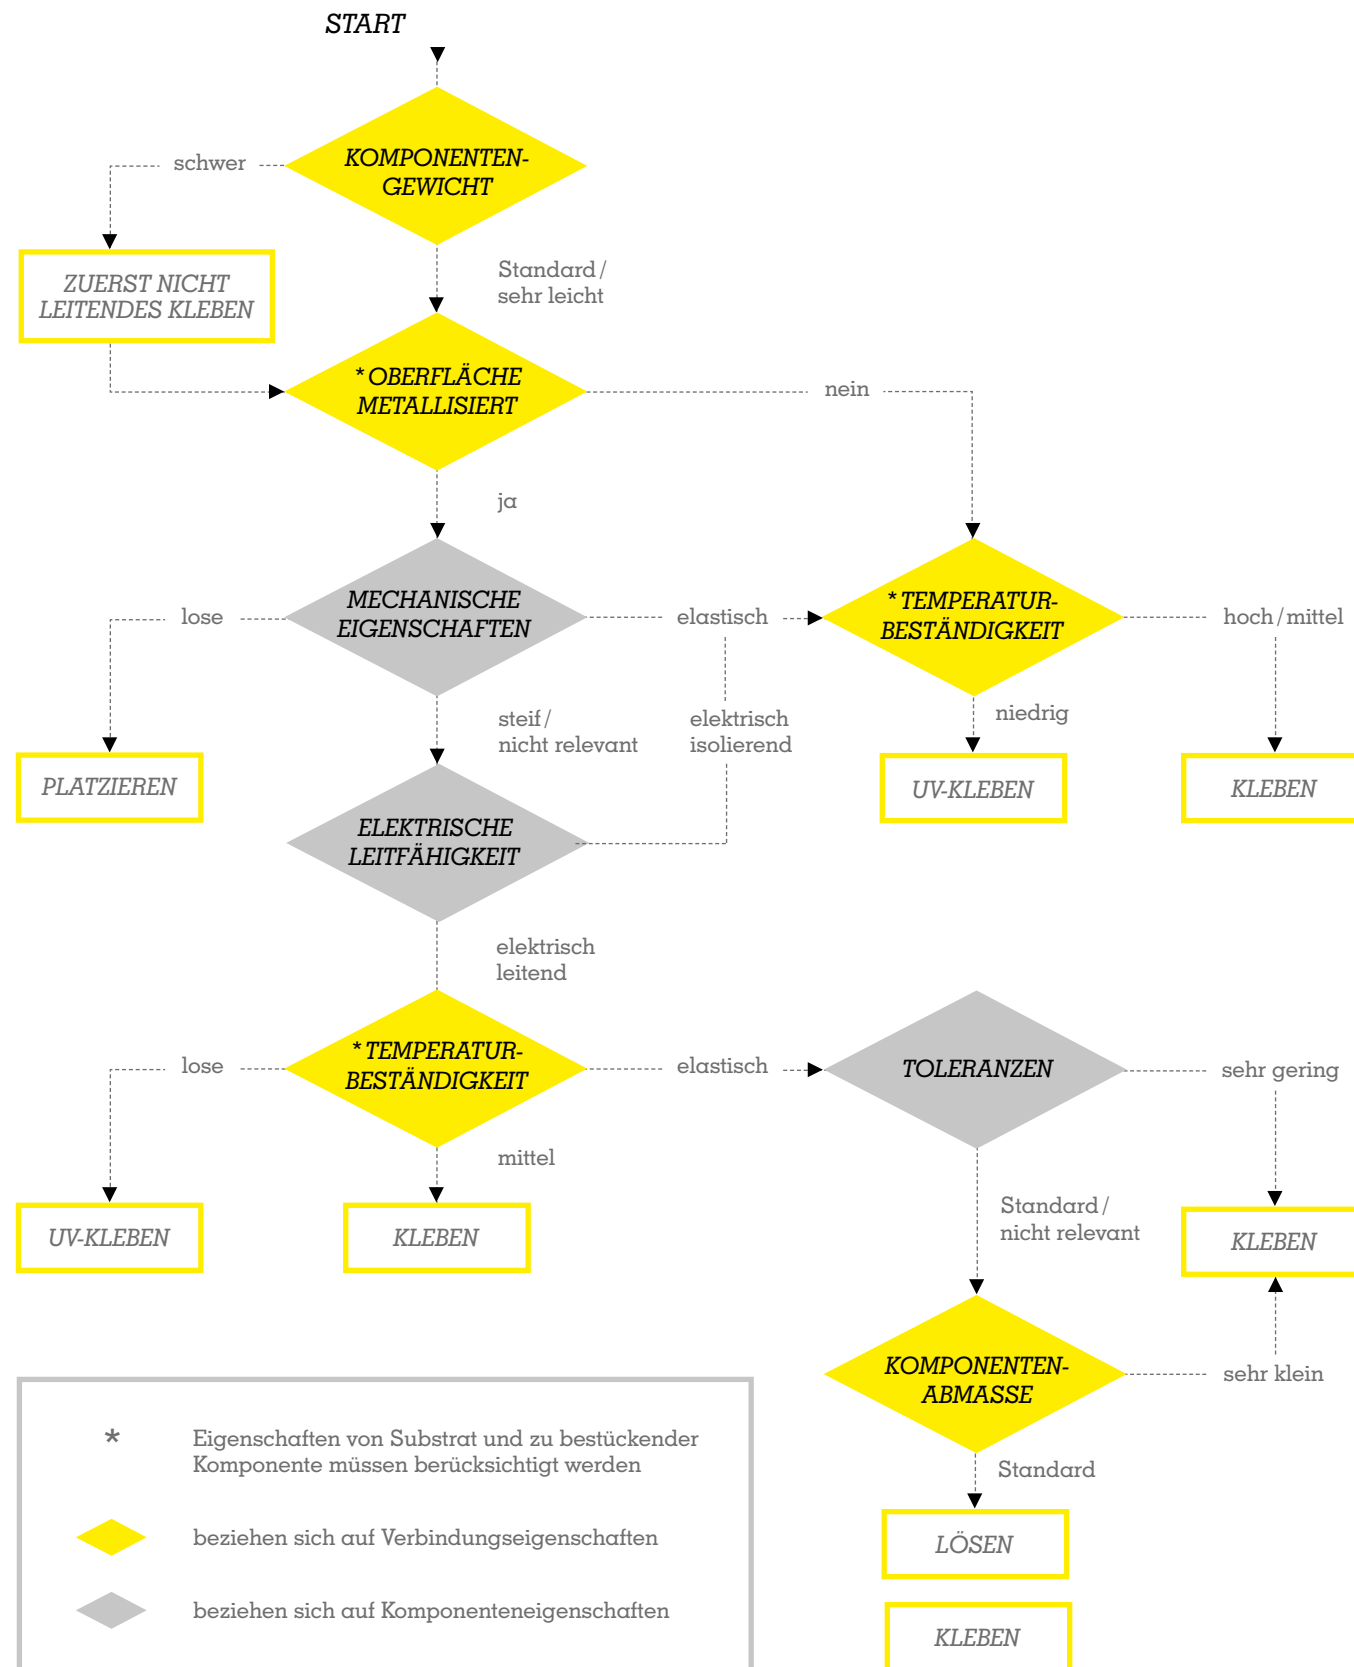 START
KOMPONENTEN-
GEWICHT
schwer
ZUERST NICHT
LEITENDES KLEBEN
Standard/
sehr leicht
*OBERFLÄCHE
METALLISIERT
nein
ja
MECHANISCHE
EIGENSCHAFTEN
lose
elastisch
*TEMPERATUR-
BESTÄNDIGKEIT
hoch/mittel
steif/
nicht relevant
elektrisch
isolierend
niedrig
PLATZIEREN
UV-KLEBEN
KLEBEN
ELEKTRISCHE
LEITFÄHIGKEIT
elektrisch
leitend
*TEMPERATUR-
BESTÄNDIGKEIT
lose
elastisch
TOLERANZEN
sehr gering
mittel
UV-KLEBEN
KLEBEN
Standard/
nicht relevant
KLEBEN
KOMPONENTEN-
ABMASSE
sehr klein
Standard
LÖSEN
KLEBEN
* Eigenschaften von Substrat und zu bestückender
Komponente müssen berücksichtigt werden
beziehen sich auf Verbindungseigenschaften
beziehen sich auf Komponenteneigenschaften